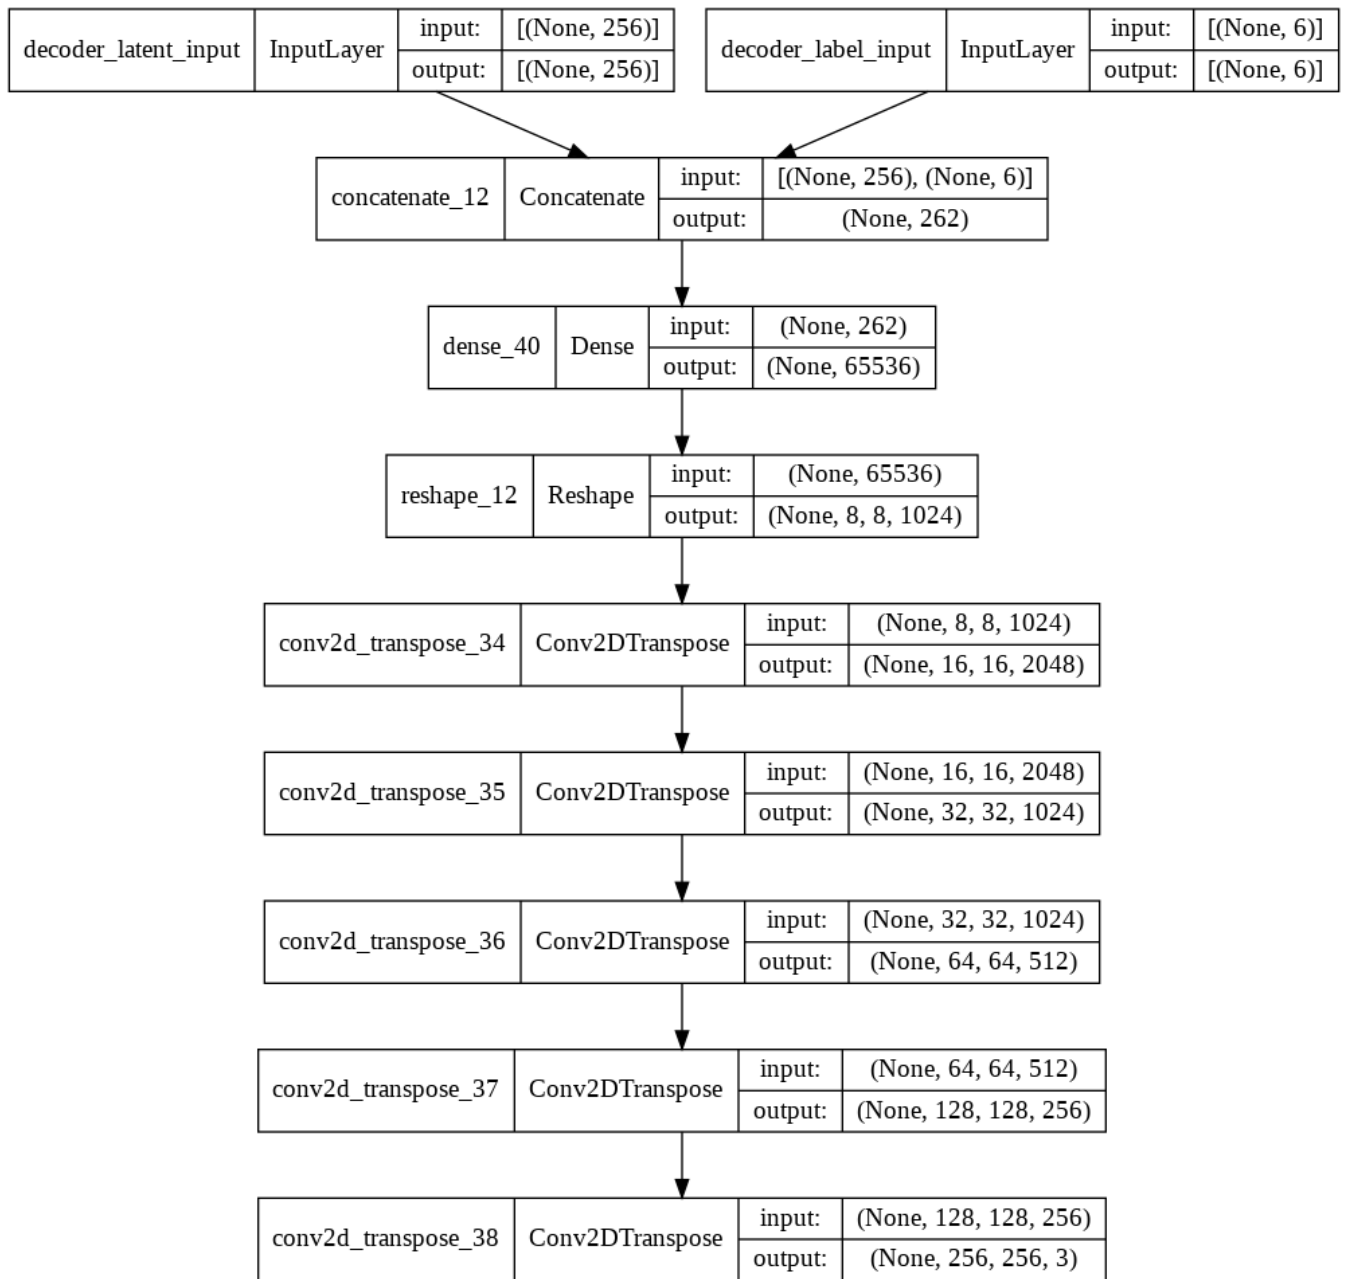 decoder_latent_input InputLayer input: [(None, 256)]
output: [(None, 256)]
decoder_label_input InputLayer input: [(None, 6)]
output: [(None, 6)]
concatenate_12 Concatenate input: [(None, 256), (None, 6)]
output: (None, 262)
dense_40 Dense input: (None, 262)
output: (None, 65536)
reshape_12 Reshape input: (None, 65536)
output: (None, 8, 8, 1024)
conv2d_transpose_34 Conv2DTranspose input: (None, 8, 8, 1024)
output: (None, 16, 16, 2048)
conv2d_transpose_35 Conv2DTranspose input: (None, 16, 16, 2048)
output: (None, 32, 32, 1024)
conv2d_transpose_36 Conv2DTranspose input: (None, 32, 32, 1024)
output: (None, 64, 64, 512)
conv2d_transpose_37 Conv2DTranspose input: (None, 64, 64, 512)
output: (None, 128, 128, 256)
conv2d_transpose_38 Conv2DTranspose input: (None, 128, 128, 256)
output: (None, 256, 256, 3)